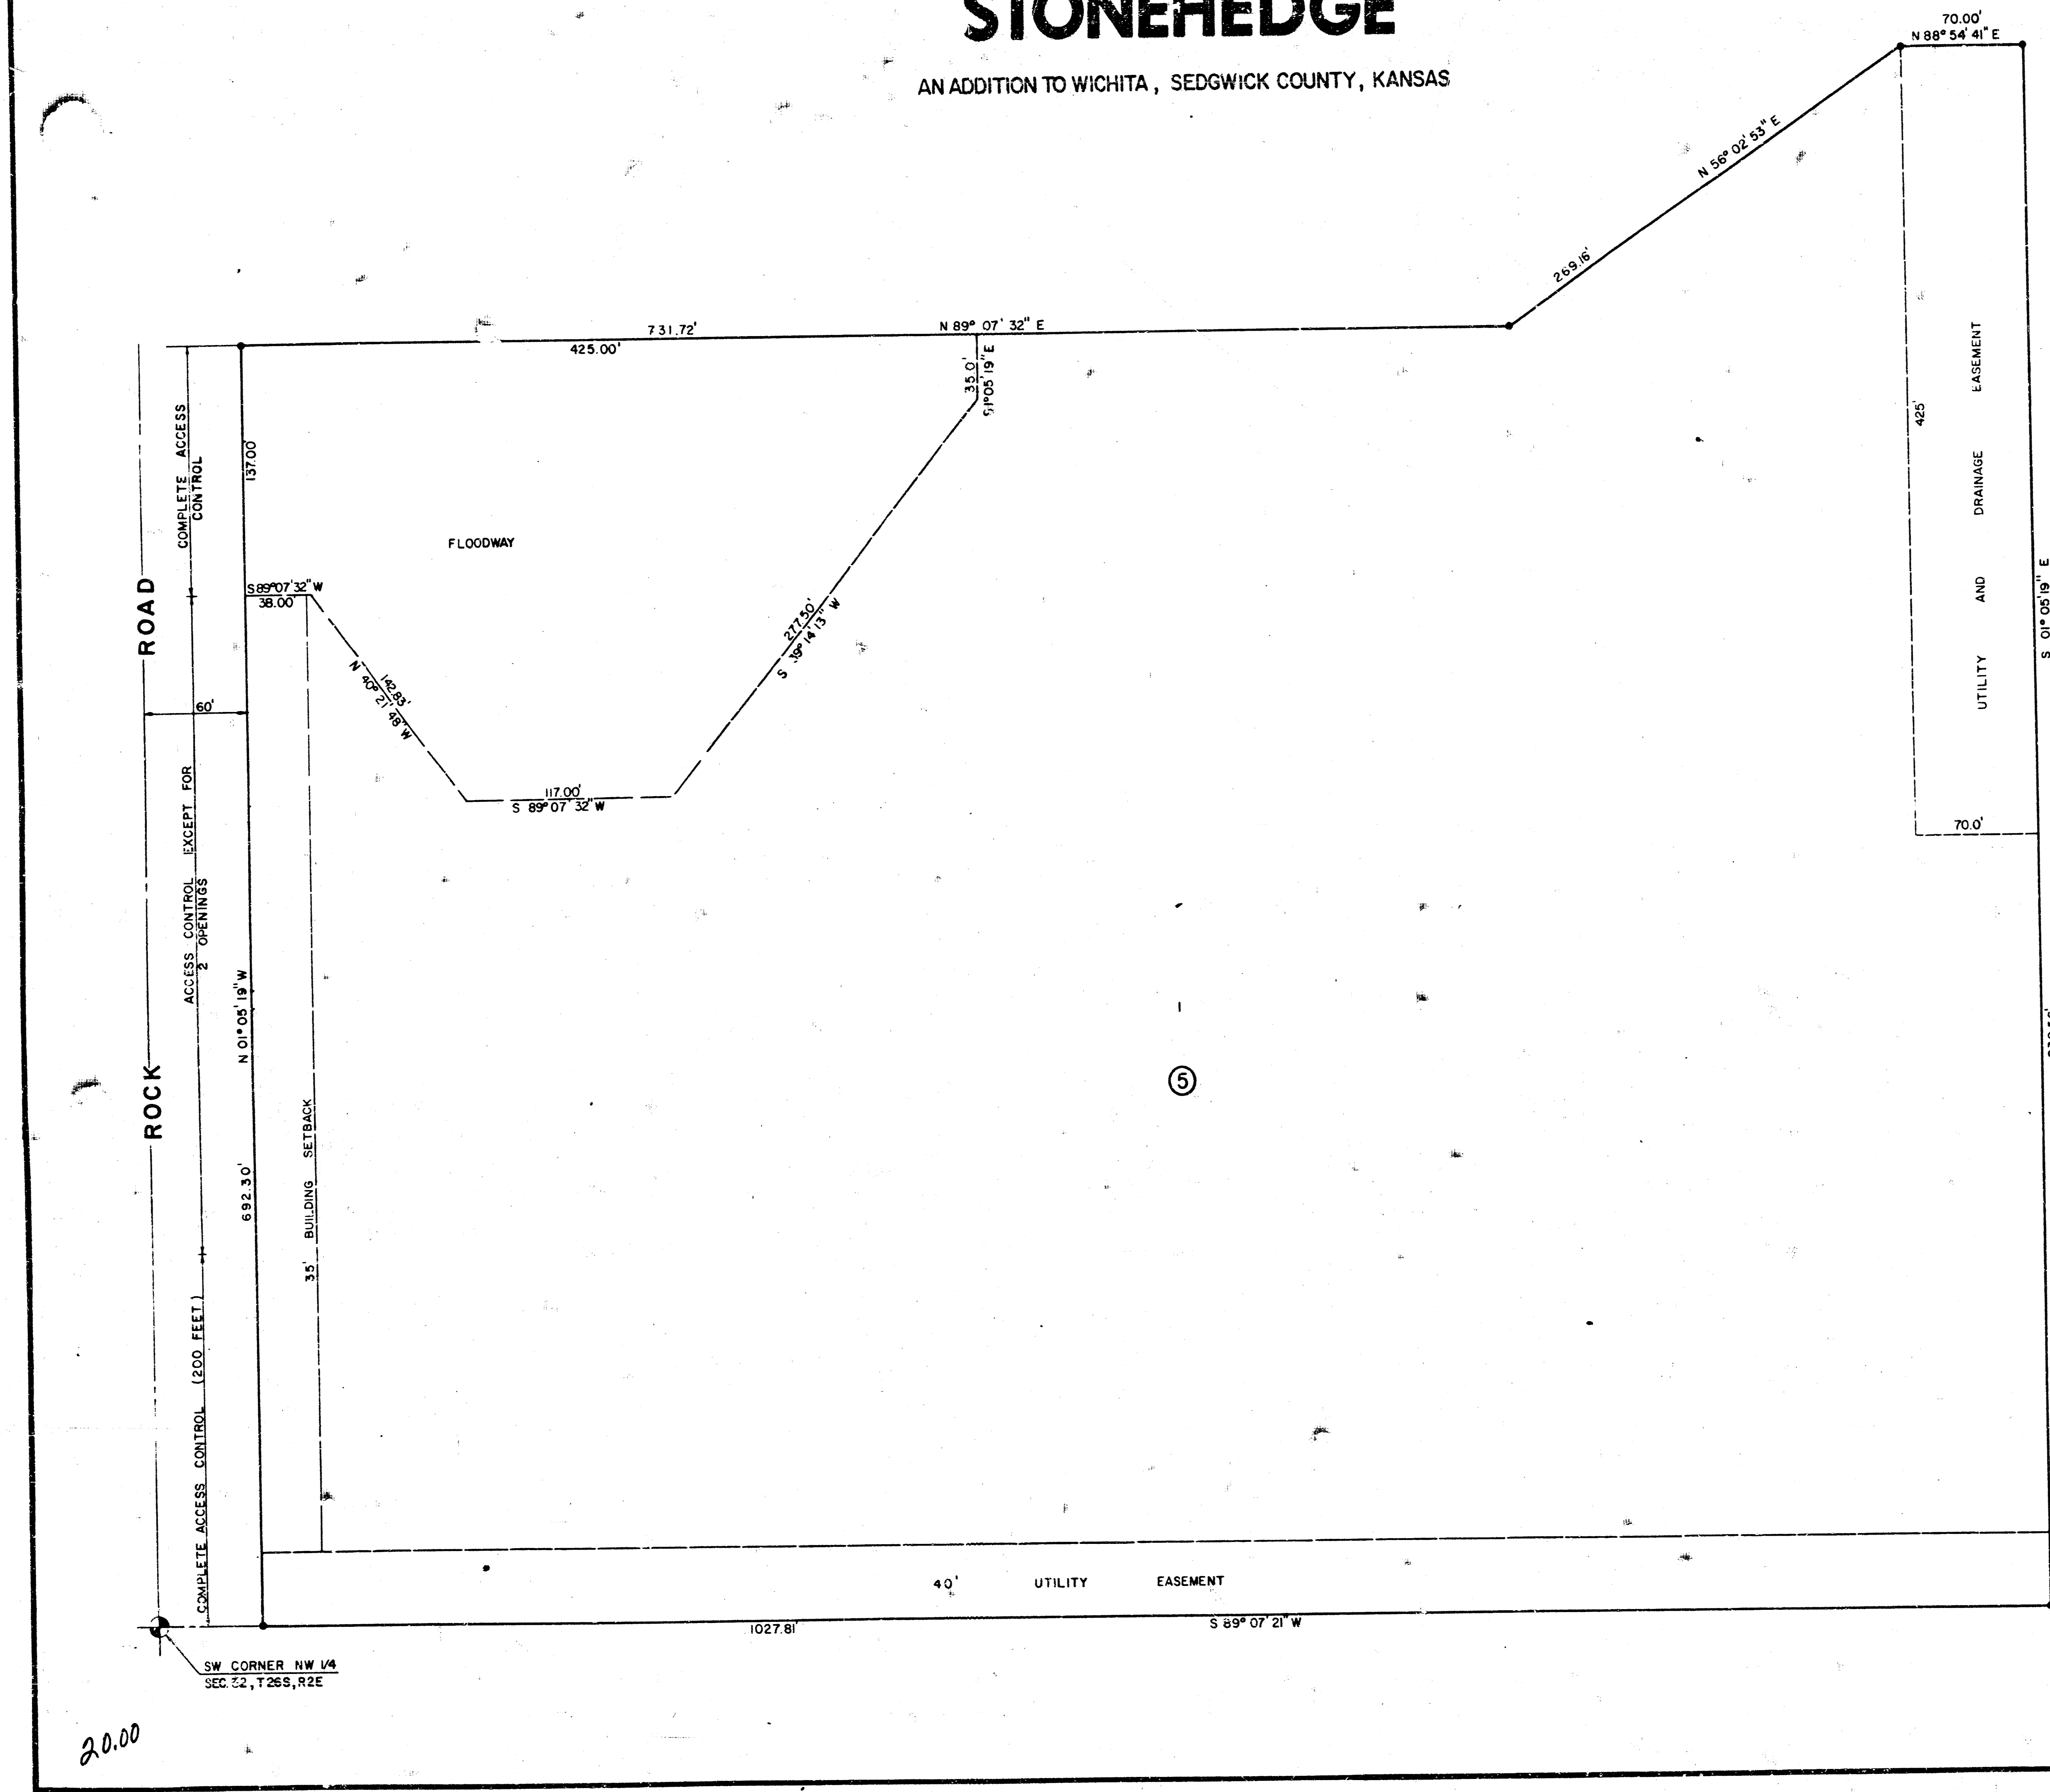 STONEHEDGE
AN ADDITION TO WICHITA, SEDGWICK COUNTY, KANSAS
70.00'
N 88° 54' 41" E
N 56° 02' 53" E
269.16'
731.72'
N 89° 07' 32" E
425.00'
35.0'
S 1° 05' 19" E
COMPLETE ACCESS
CONTROL
137.00'
FLOODWAY
S 89° 07' 32" W
38.00'
142.83'
N 40° 21' 48" W
277.50'
S 39° 14' 13" W
117.00'
S 89° 07' 32" W
425'
UTILITY AND DRAINAGE EASEMENT
70.0'
S 01° 05' 19" E
ROCK ROAD
60'
ACCESS CONTROL EXCEPT FOR
2 OPENINGS
N 01° 05' 19" W
692.30'
35' BUILDING SETBACK
1
5
COMPLETE ACCESS CONTROL (200 FEET)
40' UTILITY EASEMENT
1027.81'
S 89° 07' 21" W
SW CORNER NW 1/4
SEC. 32, T26S, R2E
20.00